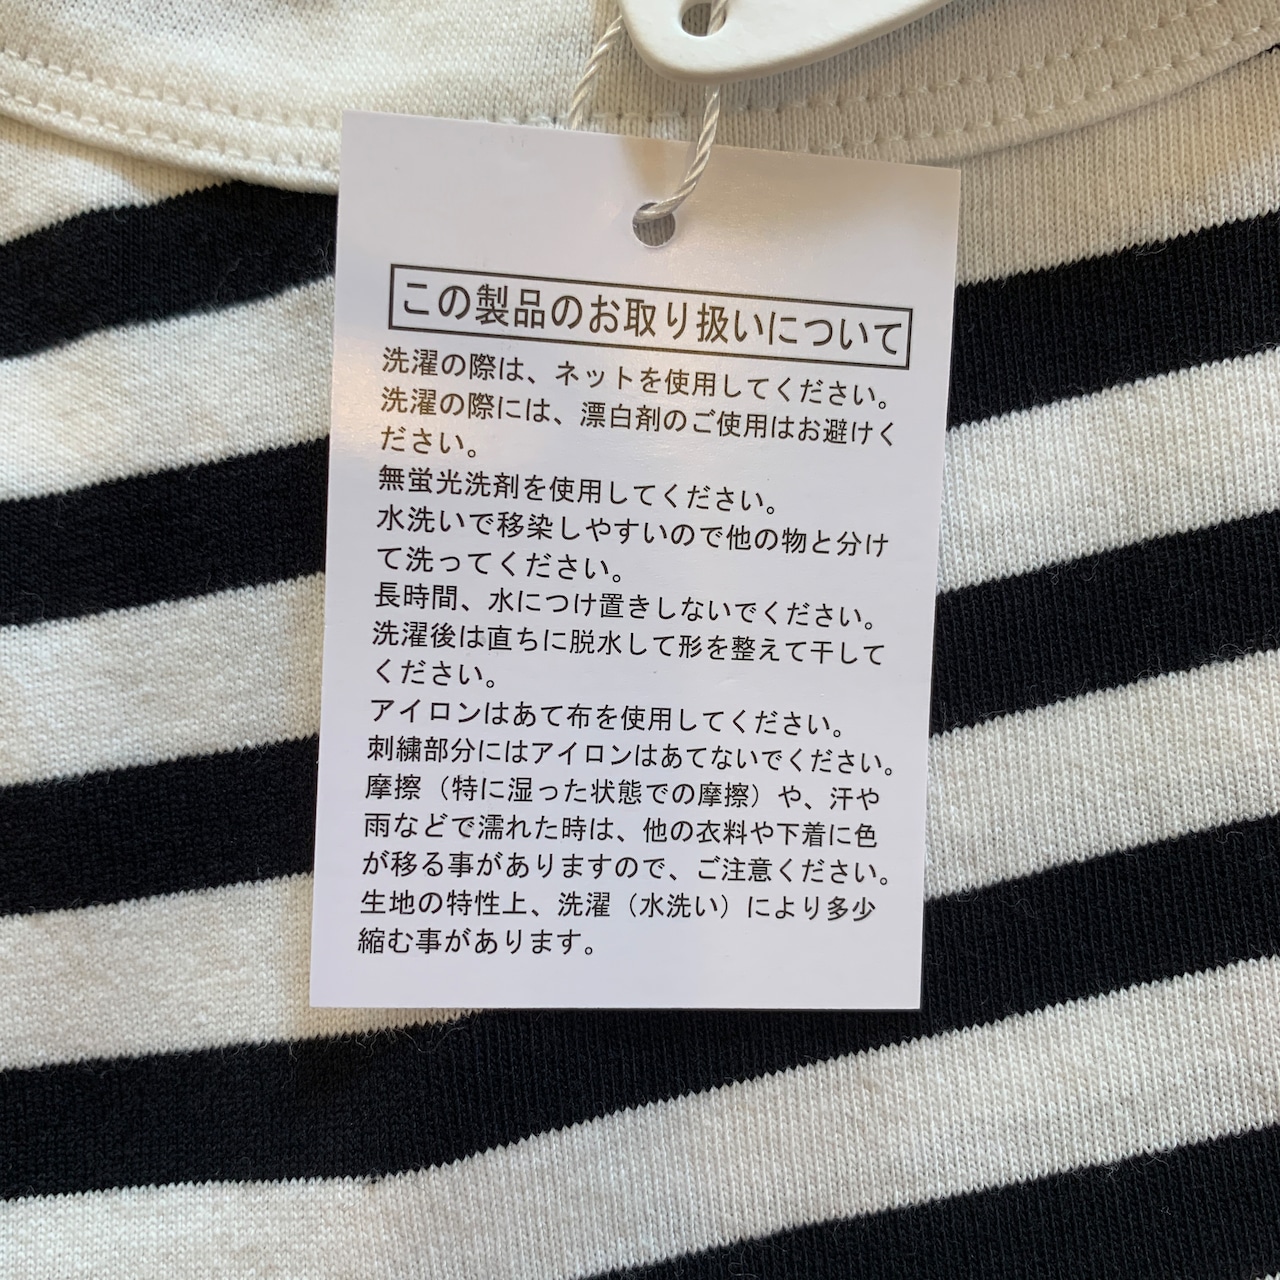 この製品のお取り扱いについて
洗濯の際は、ネットを使用してください。
洗濯の際には、漂白剤のご使用はお避けく
ださい。
無蛍光洗剤を使用してください。
水洗いで移染しやすいので他の物と分け
て洗ってください。
長時間、水につけ置きしないでください。
洗濯後は直ちに脱水して形を整えて干して
ください。
アイロンはあて布を使用してください。
刺繍部分にはアイロンはあてないでください。
摩擦（特に湿った状態での摩擦）や、汗や
雨などで濡れた時は、他の衣料や下着に色
が移る事がありますので、ご注意ください。
生地の特性上、洗濯（水洗い）により多少
縮む事があります。